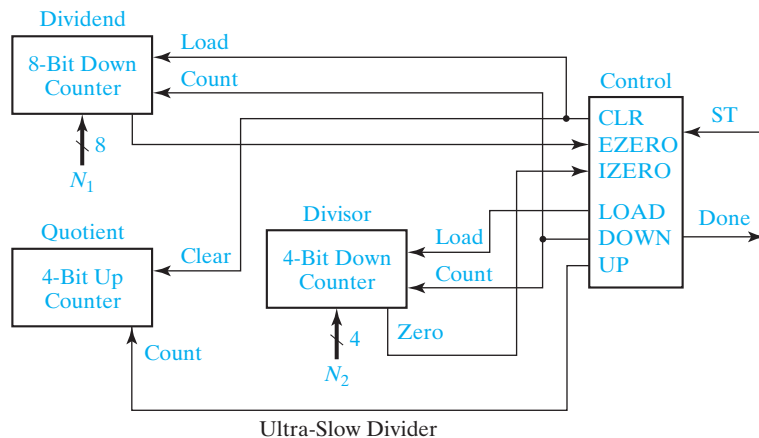 Dividend
8-Bit Down
Counter
Load
Count
8
N1
Control
CLR
EZERO
IZERO
LOAD
DOWN
UP
ST
Done
Quotient
4-Bit Up
Counter
Clear
Count
Divisor
4-Bit Down
Counter
Load
Count
Zero
4
N2
Ultra-Slow Divider